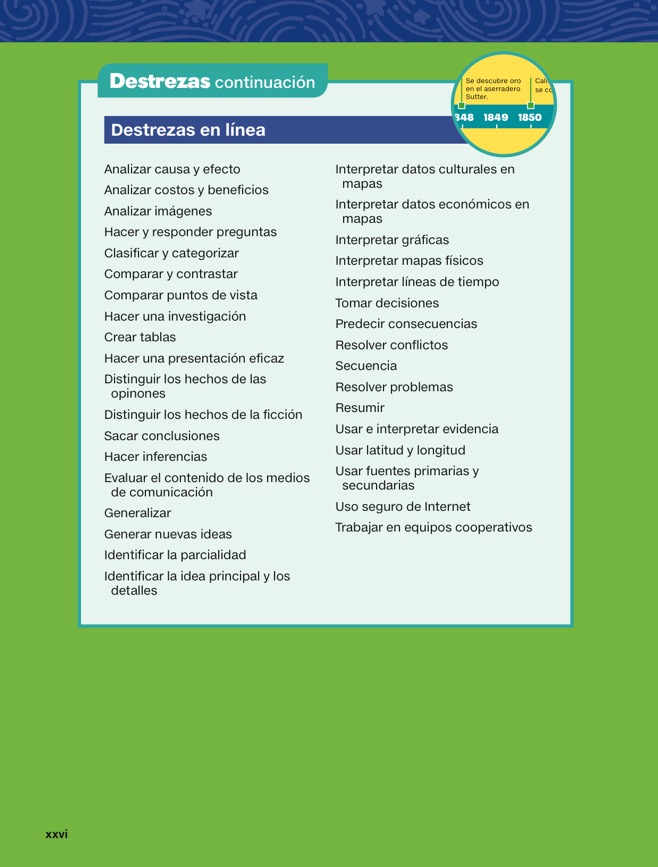 Destrezas continuación
Se descubre oro
en el aserradero
Sutter.
1849
1850
Destrezas en línea
Analizar causa y efecto
Analizar costos y beneficios
Analizar imágenes
Hacer y responder preguntas
Clasificar y categorizar
Comparar y contrastar
Comparar puntos de vista
Hacer una investigación
Crear tablas
Hacer una presentación eficaz
Distinguir los hechos de las
opinones
Distinguir los hechos de la ficción
Sacar conclusiones
Hacer inferencias
Evaluar el contenido de los medios
de comunicación
Generalizar
Generar nuevas ideas
Identificar la parcialidad
Identificar la idea principal y los
detalles
Interpretar datos culturales en
mapas
Interpretar datos económicos en
mapas
Interpretar gráficas
Interpretar mapas físicos
Interpretar líneas de tiempo
Tomar decisiones
Predecir consecuencias
Resolver conflictos
Secuencia
Resolver problemas
Resumir
Usar e interpretar evidencia
Usar latitud y longitud
Usar fuentes primarias y
secundarias
Uso seguro de Internet
Trabajar en equipos cooperativos
xxvi